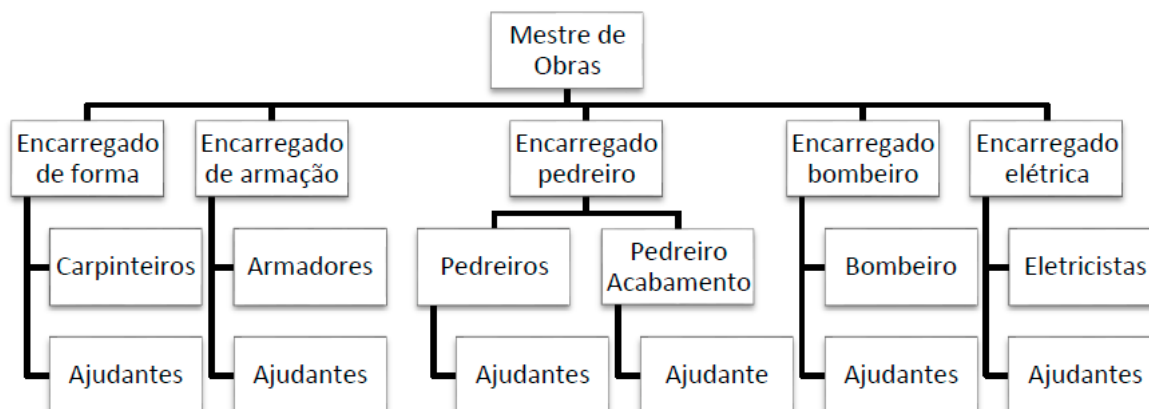 Mestre de
Obras
Encarregado
de forma
Encarregado
de armação
Encarregado
pedreiro
Encarregado
bombeiro
Encarregado
elétrica
Carpinteiros
Armadores
Pedreiros
Pedreiro
Acabamento
Bombeiro
Eletricistas
Ajudantes
Ajudantes
Ajudantes
Ajudante
Ajudantes
Ajudantes